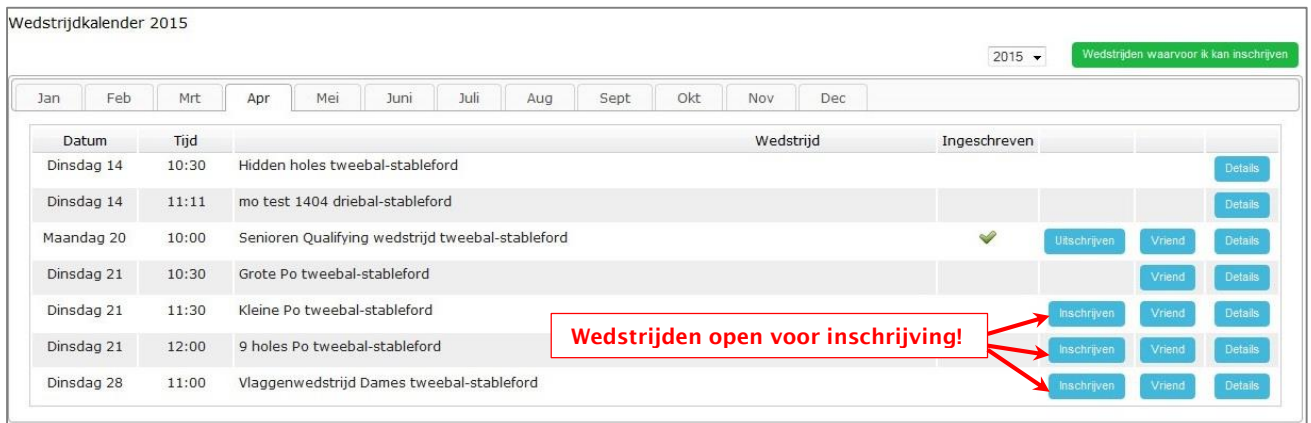 Wedstrijdkalender 2015
2015 Wedstrijden waarvoor ik kan inschrijven
Jan Feb Mrt Apr Mei Juni Juli Aug Sept Okt Nov Dec
Datum Tijd Wedstrijd Ingeschreven
Dinsdag 14 10:30 Hidden holes tweebal-stableford Details
Dinsdag 14 11:11 mo test 1404 driebal-stableford Details
Maandag 20 10:00 Senioren Qualifying wedstrijd tweebal-stableford Uitschrijven Vriend Details
Dinsdag 21 10:30 Grote Po tweebal-stableford Vriend Details
Dinsdag 21 11:30 Kleine Po tweebal-stableford Inschrijven Vriend Details
Wedstrijden open voor inschrijving!
Dinsdag 21 12:00 9 holes Po tweebal-stableford Inschrijven Vriend Details
Dinsdag 28 11:00 Vlaggenwedstrijd Dames tweebal-stableford Inschrijven Vriend Details